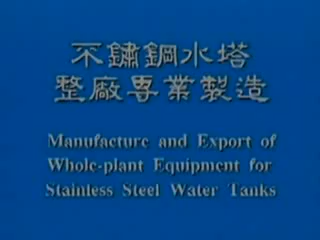 不鏽鋼水塔
整廠專業製造
Manufacture and Export of
Whole-plant Equipment for
Stainless Steel Water Tanks